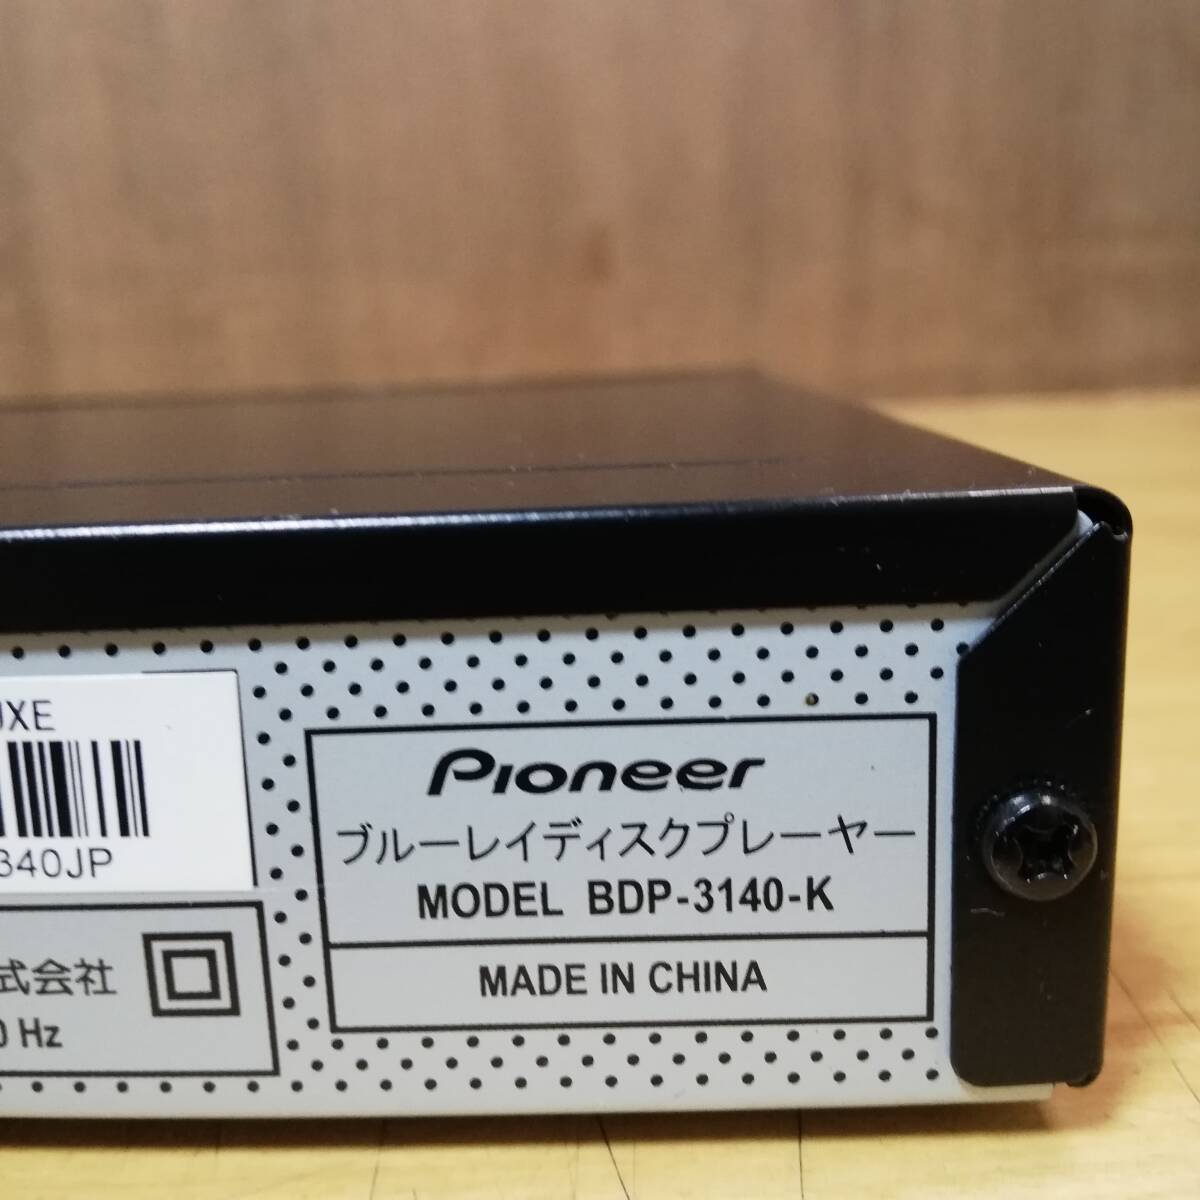 UXE
340JP
式会社
0 Hz
Pioneer
ブルーレイディスクプレーヤー
MODEL BDP-3140-K
MADE IN CHINA